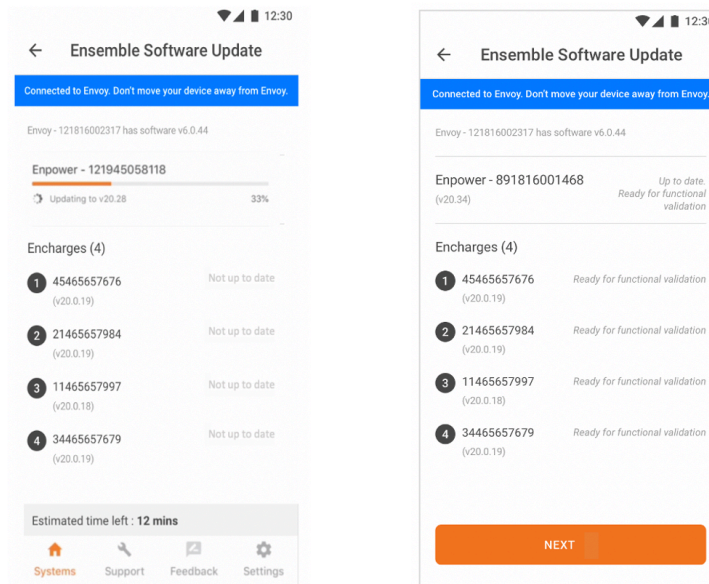 12:30
Ensemble Software Update
Connected to Envoy. Don't move your device away from Envoy.
Envoy - 121816002317 has software v6.0.44
Enpower - 121945058118
Updating to v20.28 33%
Encharges (4)
1 45465657676 Not up to date
(v20.0.19)
2 21465657984 Not up to date
(v20.0.19)
3 11465657997 Not up to date
(v20.0.18)
4 34465657679 Not up to date
(v20.0.19)
Estimated time left : 12 mins
Systems Support Feedback Settings
12:30
Ensemble Software Update
Connected to Envoy. Don't move your device away from Envoy.
Envoy - 121816002317 has software v6.0.44
Enpower - 891816001468 Up to date.
(v20.34) Ready for functional
validation
Encharges (4)
1 45465657676 Ready for functional validation
(v20.0.19)
2 21465657984 Ready for functional validation
(v20.0.19)
3 11465657997 Ready for functional validation
(v20.0.18)
4 34465657679 Ready for functional validation
(v20.0.19)
NEXT